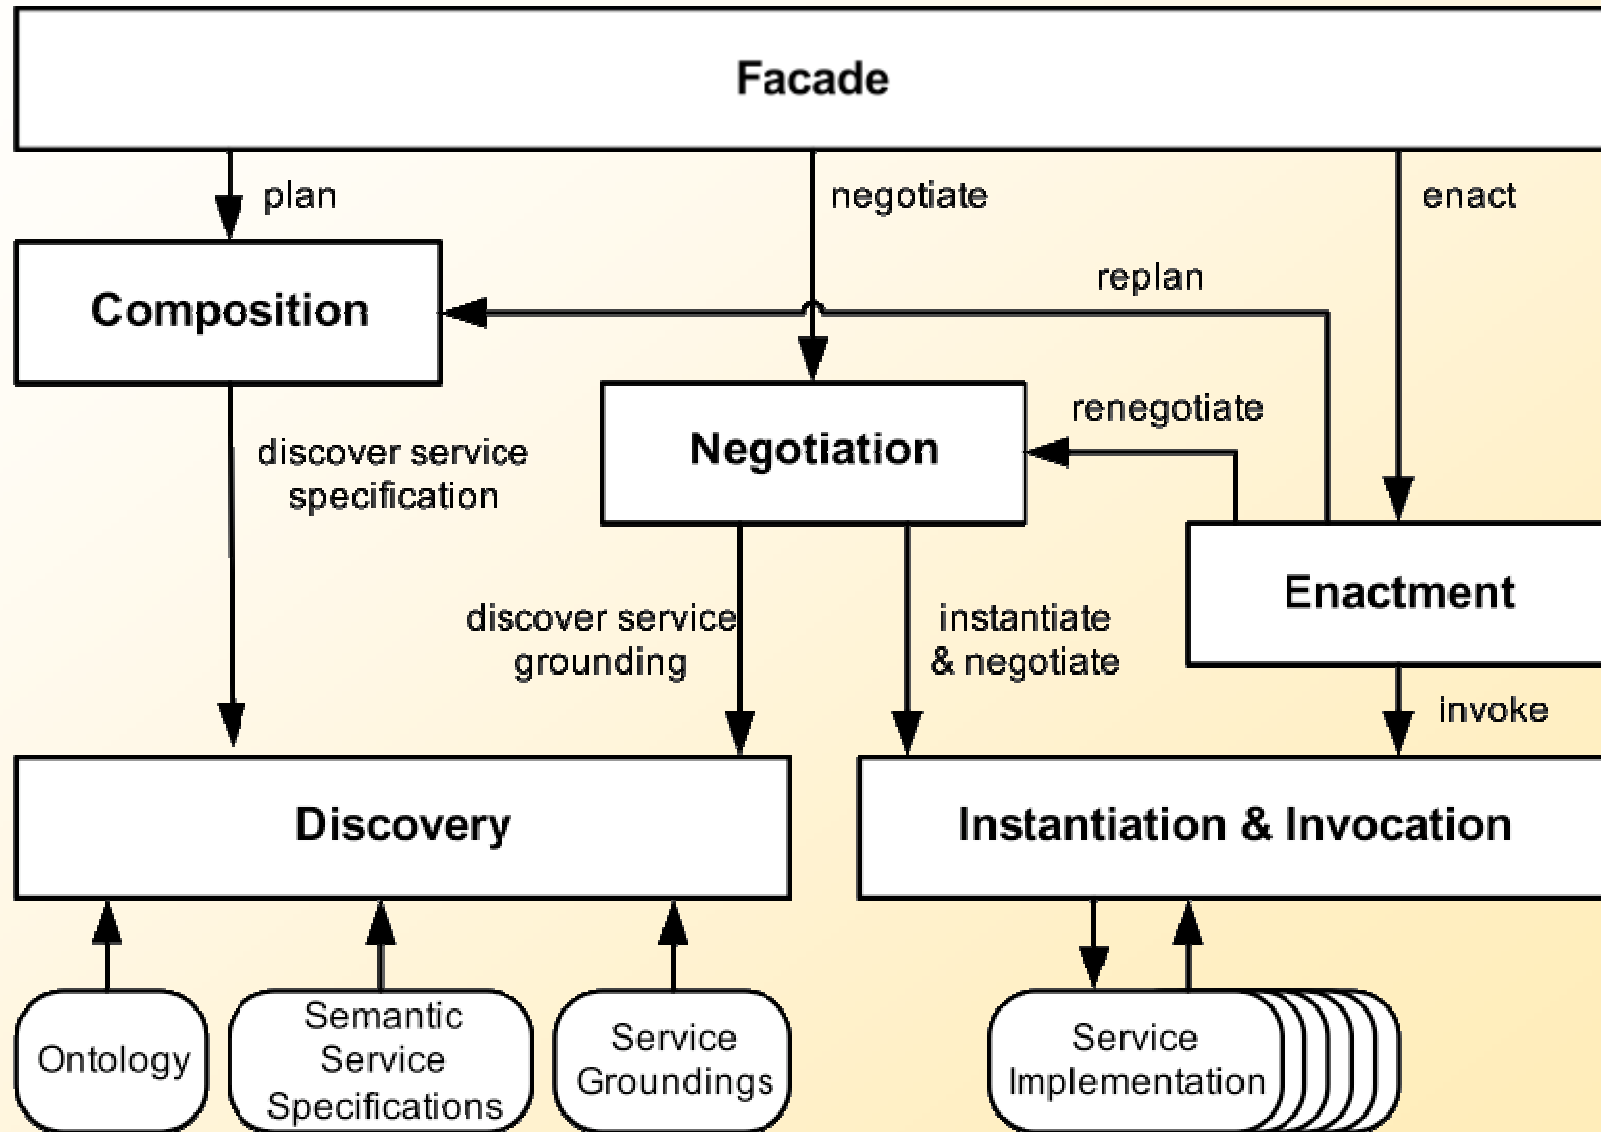 Facade
plan
negotiate
enact
replan
Composition
renegotiate
Negotiation
discover service
specification
Enactment
discover service
grounding
instantiate
& negotiate
invoke
Discovery
Instantiation & Invocation
Ontology
Semantic
Service
Specifications
Service
Groundings
Service
Implementation